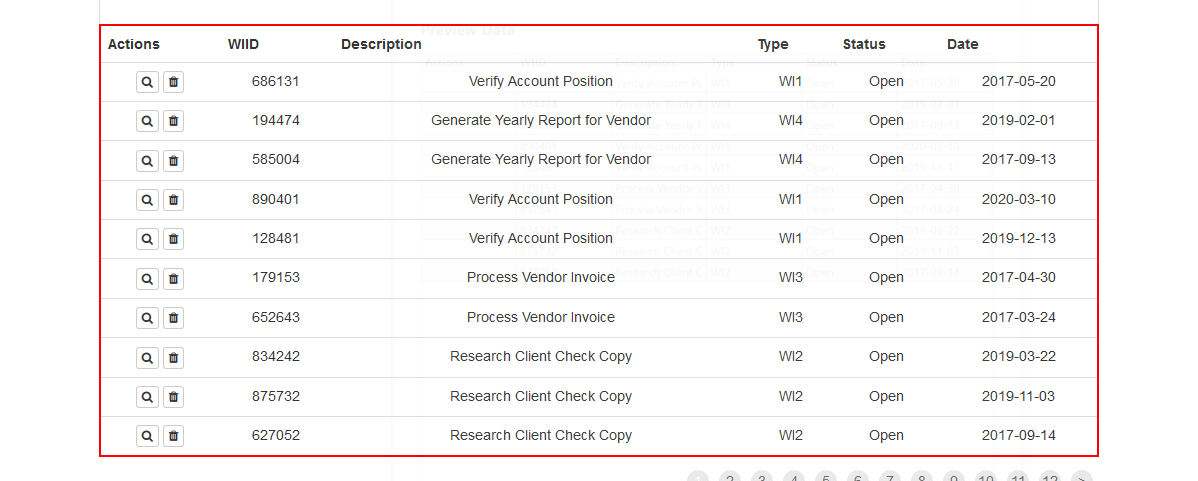 Preview Data
Actions WIID Description Type Status Date
686131 Verify Account Position WI1 Open 2017-05-20
194474 Generate Yearly Report for Vendor WI4 Open 2019-02-01
585004 Generate Yearly Report for Vendor WI4 Open 2017-09-13
890401 Verify Account Position WI1 Open 2020-03-10
128481 Verify Account Position WI1 Open 2019-12-13
179153 Process Vendor Invoice WI3 Open 2017-04-30
652643 Process Vendor Invoice WI3 Open 2017-03-24
834242 Research Client Check Copy WI2 Open 2019-03-22
875732 Research Client Check Copy WI2 Open 2019-11-03
627052 Research Client Check Copy WI2 Open 2017-09-14
1 2 3 4 5 6 7 8 9 10 11 12 >